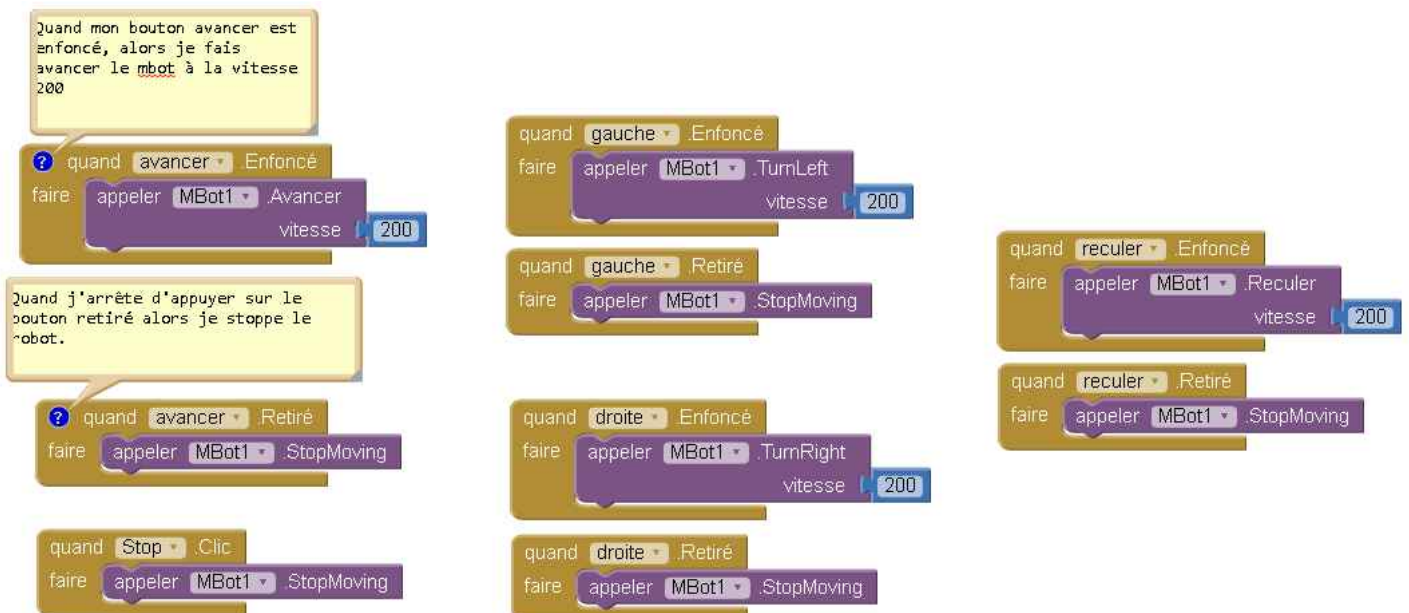 Quand mon bouton avancer est
enfoncé, alors je fais
avancer le mbot à la vitesse
200
? quand avancer .Enfoncé
faire appeler MBot1 .Avancer
vitesse 200
Quand j'arrête d'appuyer sur le
bouton retiré alors je stoppe le
robot.
? quand avancer .Retiré
faire appeler MBot1 .StopMoving
quand Stop .Clic
faire appeler MBot1 .StopMoving
quand gauche .Enfoncé
faire appeler MBot1 .TurnLeft
vitesse 200
quand gauche .Retiré
faire appeler MBot1 .StopMoving
quand droite .Enfoncé
faire appeler MBot1 .TurnRight
vitesse 200
quand droite .Retiré
faire appeler MBot1 .StopMoving
quand reculer .Enfoncé
faire appeler MBot1 .Reculer
vitesse 200
quand reculer .Retiré
faire appeler MBot1 .StopMoving